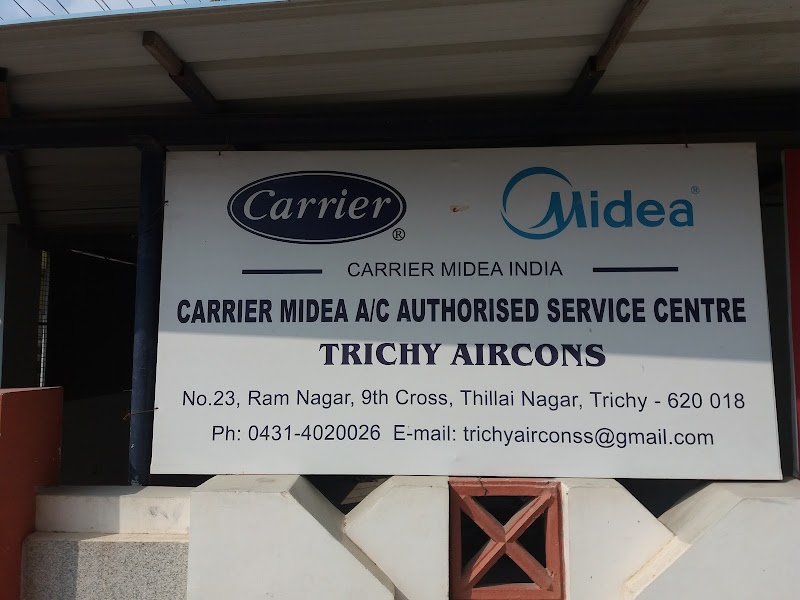 Carrier® Midea®
CARRIER MIDEA INDIA
CARRIER MIDEA A/C AUTHORISED SERVICE CENTRE
TRICHY AIRCONS
No.23, Ram Nagar, 9th Cross, Thillai Nagar, Trichy - 620 018
Ph: 0431-4020026 E-mail: trichyairconss@gmail.com